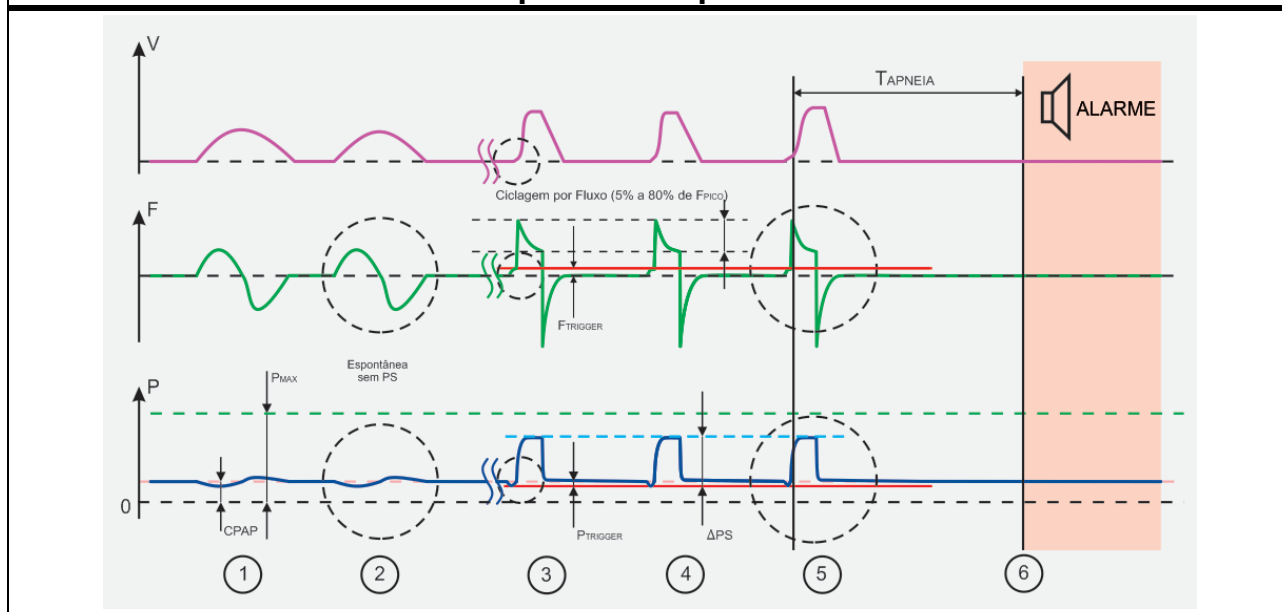 V
TAPNEIA
ALARME
Ciclagem por Fluxo (5% a 80% de FPICO)
F
FTRIGGER
Espontânea
sem PS
PMAX
P
0
CPAP
PTRIGGER
ΔPS
1
2
3
4
5
6